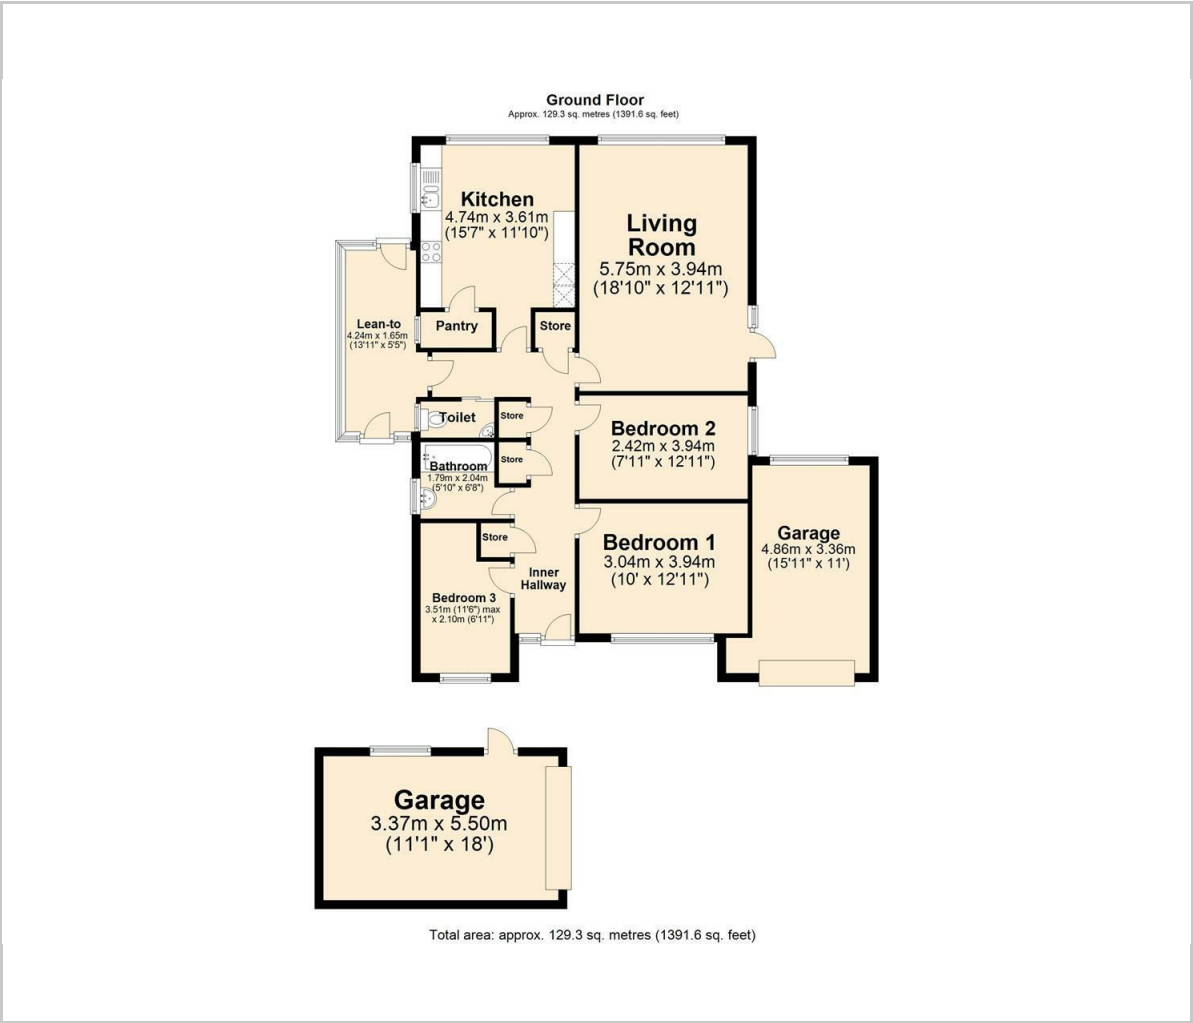 Ground Floor
Approx. 129.3 sq. metres (1391.6 sq. feet)
Kitchen
4.74m x 3.61m
(15'7" x 11'10")
Living
Room
5.75m x 3.94m
(18'10" x 12'11")
Lean-to
4.24m x 1.65m
(13'11" x 5'5")
Pantry
Store
Toilet
Store
Bedroom 2
2.42m x 3.94m
(7'11" x 12'11")
Store
Bathroom
1.79m x 2.04m
(5'10" x 6'8")
Store
Bedroom 1
3.04m x 3.94m
(10' x 12'11")
Garage
4.86m x 3.36m
(15'11" x 11')
Inner
Hallway
Bedroom 3
3.51m (11'6") max
x 2.10m (6'11")
Garage
3.37m x 5.50m
(11'1" x 18')
Total area: approx. 129.3 sq. metres (1391.6 sq. feet)